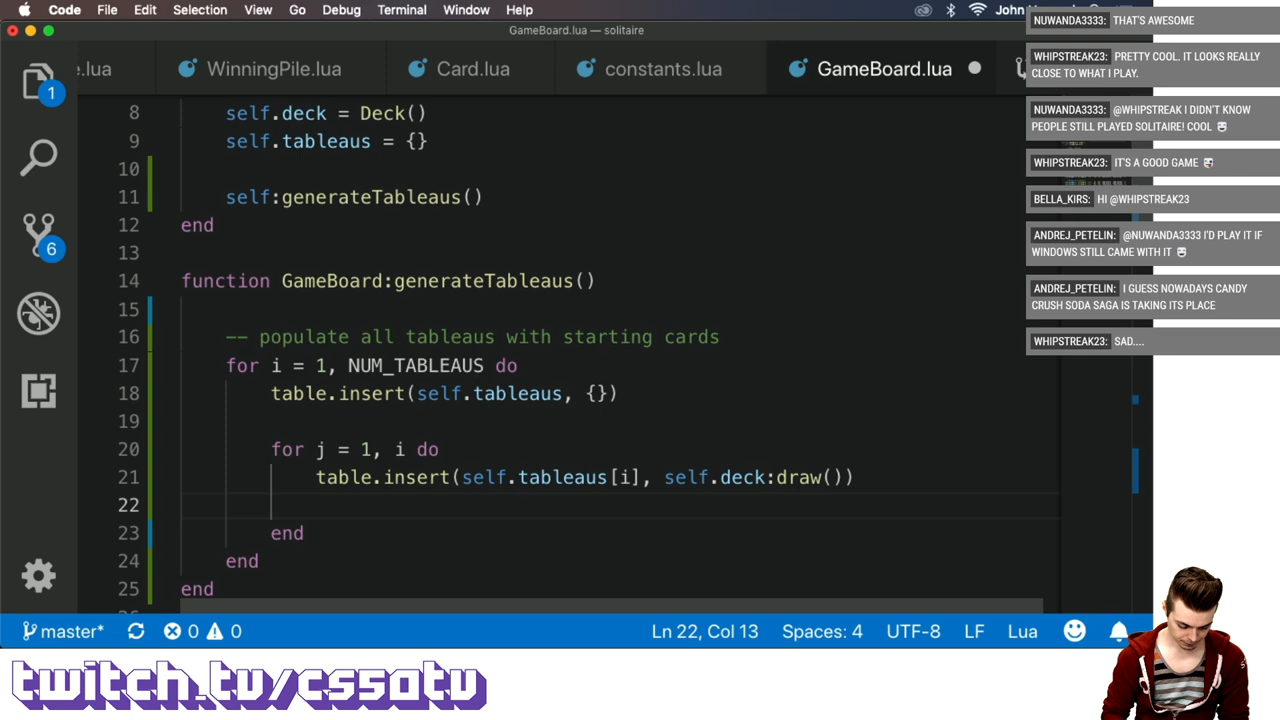 Code File Edit Selection View Go Debug Terminal Window Help
GameBoard.lua — solitaire
e.lua WinningPile.lua Card.lua constants.lua GameBoard.lua
1
6
8 self.deck = Deck()
9 self.tableaus = {}
10
11 self:generateTableaus()
12 end
13
14 function GameBoard:generateTableaus()
15
16 -- populate all tableaus with starting cards
17 for i = 1, NUM_TABLEAUS do
18 table.insert(self.tableaus, {})
19
20 for j = 1, i do
21 table.insert(self.tableaus[i], self.deck:draw())
22
23 end
24 end
25 end
master* 0 0 Ln 22, Col 13 Spaces: 4 UTF-8 LF Lua
twitch.tv/cs50tv
NUWANDA3333: THAT'S AWESOME
WHIPSTREAK23: PRETTY COOL. IT LOOKS REALLY
CLOSE TO WHAT I PLAY.
NUWANDA3333: @WHIPSTREAK I DIDN'T KNOW
PEOPLE STILL PLAYED SOLITAIRE! COOL
WHIPSTREAK23: IT'S A GOOD GAME
BELLA_KIRS: HI @WHIPSTREAK23
ANDREJ_PETELIN: @NUWANDA3333 I'D PLAY IT IF
WINDOWS STILL CAME WITH IT
ANDREJ_PETELIN: I GUESS NOWADAYS CANDY
CRUSH SODA SAGA IS TAKING ITS PLACE
WHIPSTREAK23: SAD....